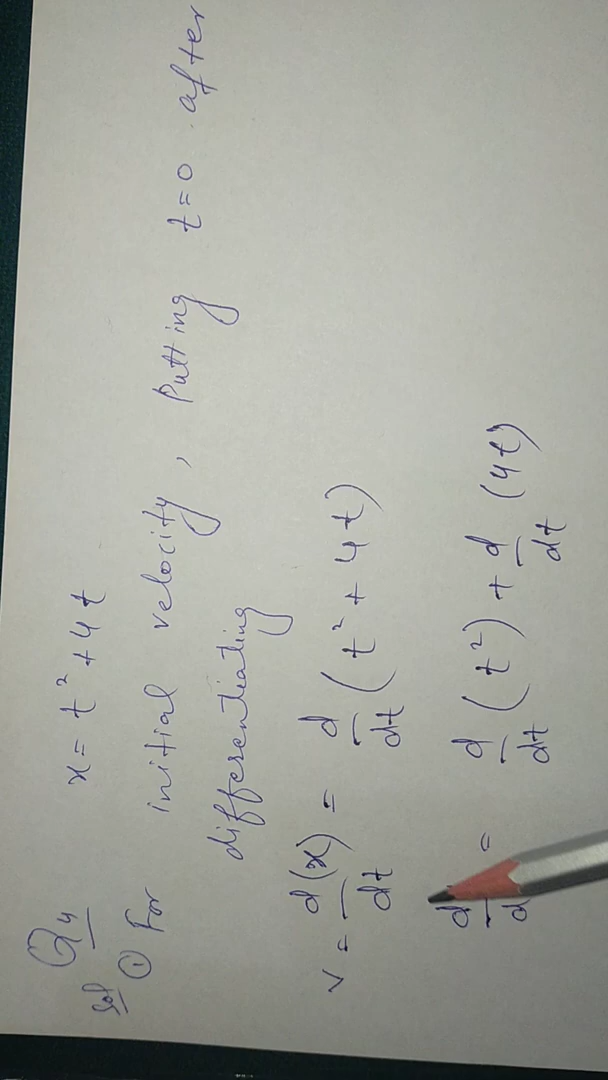 Q4 x = t² + 4t
Sol ① For initial velocity, Putting t = 0 after
differentiating
v = d(x)/dt = d/dt (t² + 4t)
d/d = d/dt (t²) + d/dt (4t)